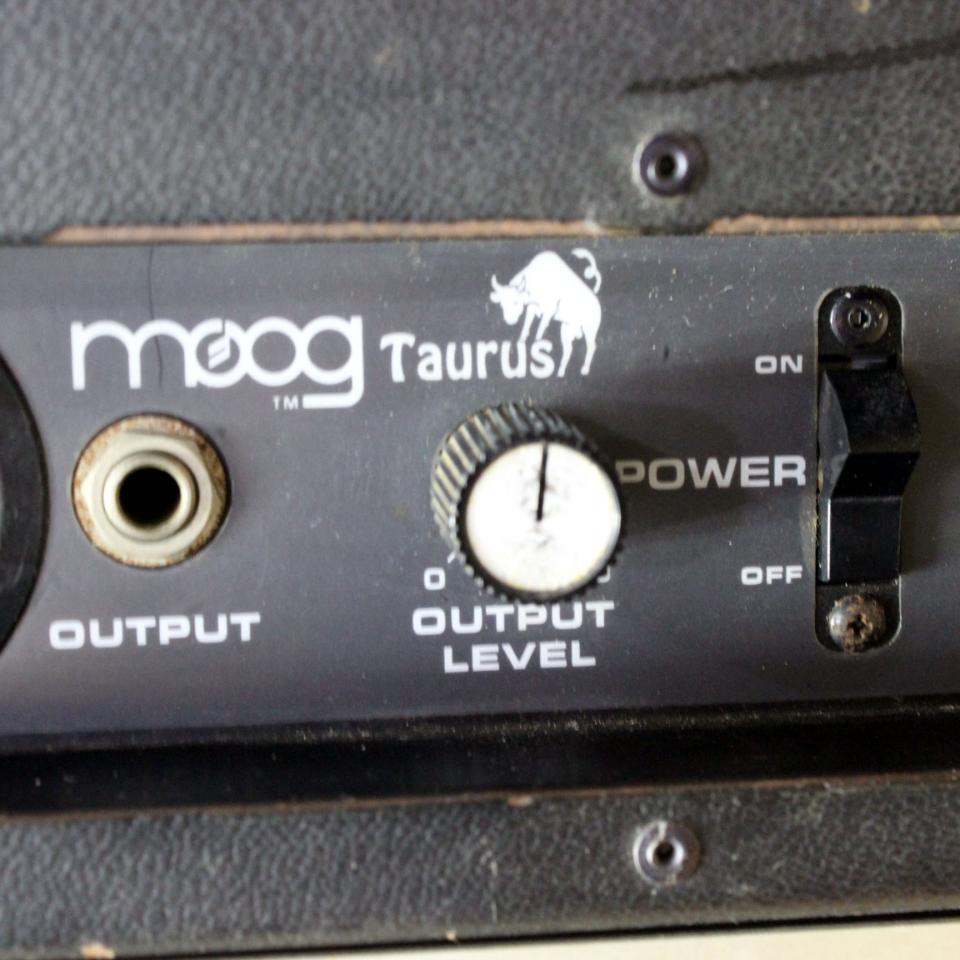 moog Taurus
TM
ON
POWER
OFF
0
OUTPUT
OUTPUT
LEVEL